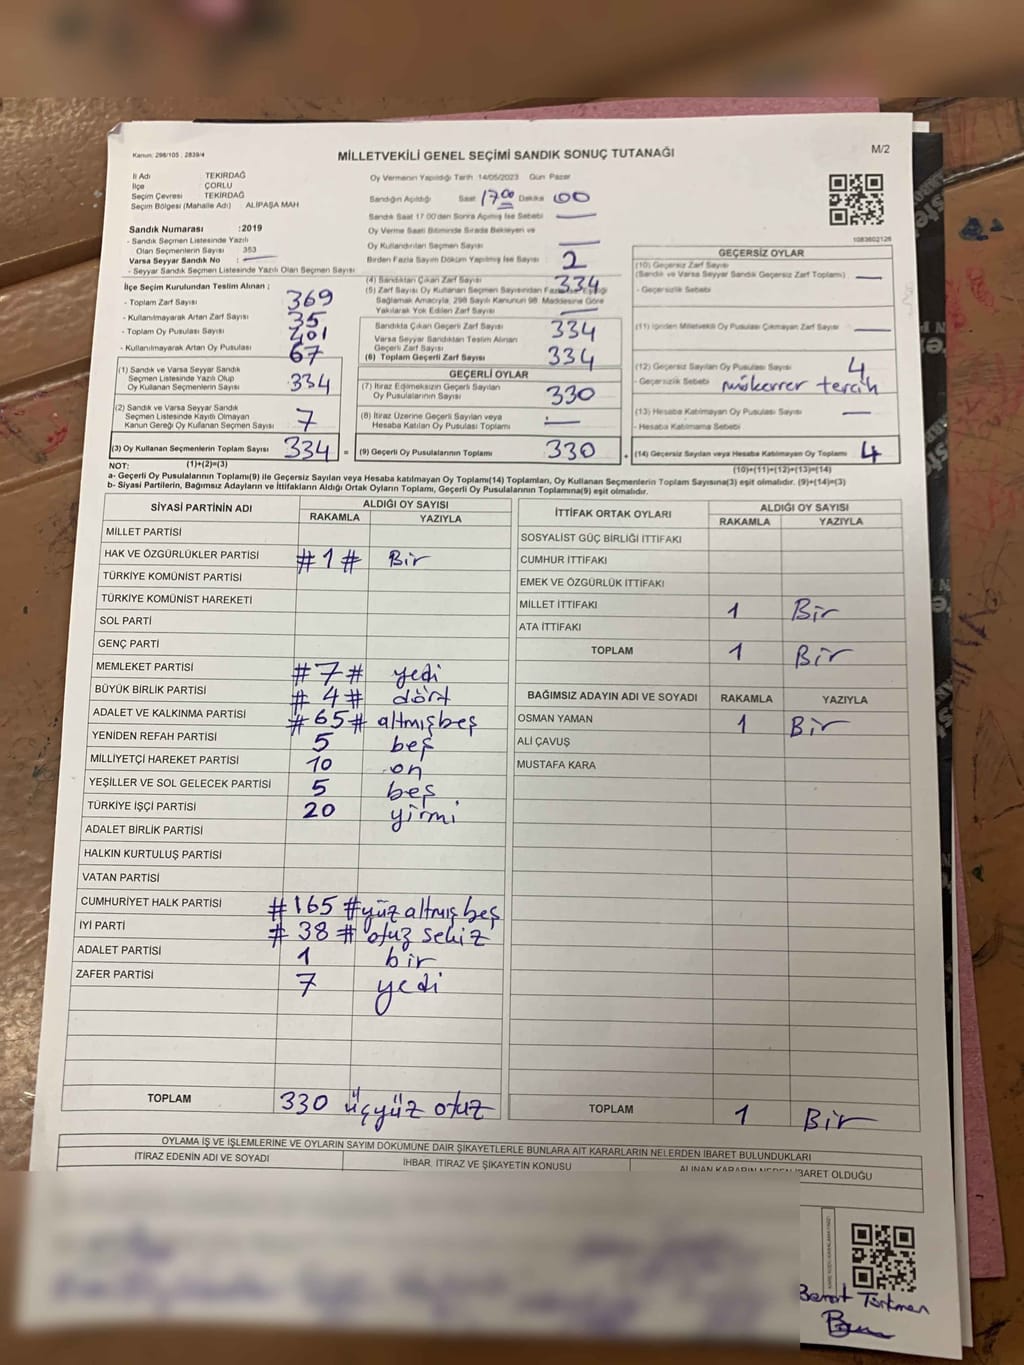 Kanun: 298/105 ; 2839/4
MİLLETVEKİLİ GENEL SEÇİMİ SANDIK SONUÇ TUTANAĞI
M/2
İl Adı : TEKİRDAĞ
İlçe : ÇORLU
Seçim Çevresi : TEKİRDAĞ
Seçim Bölgesi (Mahalle Adı) : ALİPAŞA MAH
Sandık Numarası : 2019
- Sandık Seçmen Listesinde Yazılı
Olan Seçmenlerin Sayısı : 353
Varsa Seyyar Sandık No :
- Seyyar Sandık Seçmen Listesinde Yazılı Olan Seçmen Sayısı
Oy Vermenin Yapıldığı Tarih 14/05/2023 Gün Pazar
Sandığın Açıldığı Saat 17:00 Dakika 00
Sandık Saat 17:00'den Sonra Açılmış İse Sebebi
Oy Verme Saati Bitiminde Sırada Bekleyen ve
Oy Kullandırılan Seçmen Sayısı
Birden Fazla Sayım Döküm Yapılmış İse Sayısı 2
1083602126
İlçe Seçim Kurulundan Teslim Alınan ;
- Toplam Zarf Sayısı 369
- Kullanılmayarak Artan Zarf Sayısı 35
- Toplam Oy Pusulası Sayısı 401
- Kullanılmayarak Artan Oy Pusulası 67
(1) Sandık ve Varsa Seyyar Sandık
Seçmen Listesinde Yazılı Olup
Oy Kullanan Seçmenlerin Sayısı 334
(2) Sandık ve Varsa Seyyar Sandık
Seçmen Listesinde Kayıtlı Olmayan
Kanun Gereği Oy Kullanan Seçmen Sayısı 7
(3) Oy Kullanan Seçmenlerin Toplam Sayısı 334 =
(4) Sandıktan Çıkan Zarf Sayısı 334
(5) Zarf Sayısı Oy Kullanan Seçmen Sayısından Fazla İse Eşitliği
Sağlamak Amacıyla, 298 Sayılı Kanunun 98. Maddesine Göre
Yakılarak Yok Edilen Zarf Sayısı
Sandıkta Çıkan Geçerli Zarf Sayısı 334
Varsa Seyyar Sandıktan Teslim Alınan
Geçerli Zarf Sayısı
(6) Toplam Geçerli Zarf Sayısı 334
GEÇERLİ OYLAR
(7) İtiraz Edilmeksizin Geçerli Sayılan
Oy Pusulalarının Sayısı 330
(8) İtiraz Üzerine Geçerli Sayılan veya
Hesaba Katılan Oy Pusulası Toplamı
(9) Geçerli Oy Pusulalarının Toplamı 330 +
GEÇERSİZ OYLAR
(10) Geçersiz Zarf Sayısı
(Sandık ve Varsa Seyyar Sandık Geçersiz Zarf Toplamı)
- Geçersizlik Sebebi
(11) İçinden Milletvekili Oy Pusulası Çıkmayan Zarf Sayısı
(12) Geçersiz Sayılan Oy Pusulası Sayısı 4
- Geçersizlik Sebebi mükerrer tercih
(13) Hesaba Katılmayan Oy Pusulası Sayısı
- Hesaba Katılmama Sebebi
(14) Geçersiz Sayılan veya Hesaba Katılmayan Oy Toplamı 4
NOT: (1)+(2)=(3)
(10)+(11)+(12)+(13)=(14)
a- Geçerli Oy Pusulalarının Toplamı(9) ile Geçersiz Sayılan veya Hesaba katılmayan Oy Toplamı(14) Toplamları, Oy Kullanan Seçmenlerin Toplam Sayısına(3) eşit olmalıdır. (9)+(14)=(3)
b- Siyasi Partilerin, Bağımsız Adayların ve İttifakların Aldığı Oy Sayılarının Toplamı, Geçerli Oy Pusulalarının Toplamına(9) eşit olmalıdır.
SİYASİ PARTİNİN ADI ALDIĞI OY SAYISI
RAKAMLA YAZIYLA
MİLLET PARTİSİ
HAK VE ÖZGÜRLÜKLER PARTİSİ #1# Bir
TÜRKİYE KOMÜNİST PARTİSİ
TÜRKİYE KOMÜNİST HAREKETİ
SOL PARTİ
GENÇ PARTİ
MEMLEKET PARTİSİ #7# yedi
BÜYÜK BİRLİK PARTİSİ #4# dört
ADALET VE KALKINMA PARTİSİ #65# altmışbeş
YENİDEN REFAH PARTİSİ 5 beş
MİLLİYETÇİ HAREKET PARTİSİ 10 on
YEŞİLLER VE SOL GELECEK PARTİSİ 5 beş
TÜRKİYE İŞÇİ PARTİSİ 20 yirmi
ADALET BİRLİK PARTİSİ
HALKIN KURTULUŞ PARTİSİ
VATAN PARTİSİ
CUMHURİYET HALK PARTİSİ #165# yüz altmış beş
İYİ PARTİ #38# otuz sekiz
ADALET PARTİSİ 1 bir
ZAFER PARTİSİ 7 yedi
TOPLAM 330 üçyüz otuz
İTTİFAK ORTAK OYLARI ALDIĞI OY SAYISI
RAKAMLA YAZIYLA
SOSYALİST GÜÇ BİRLİĞİ İTTİFAKI
CUMHUR İTTİFAKI
EMEK VE ÖZGÜRLÜK İTTİFAKI
MİLLET İTTİFAKI 1 Bir
ATA İTTİFAKI
TOPLAM 1 Bir
BAĞIMSIZ ADAYIN ADI VE SOYADI RAKAMLA YAZIYLA
OSMAN YAMAN 1 Bir
ALİ ÇAVUŞ
MUSTAFA KARA
TOPLAM 1 Bir
OYLAMA İŞ VE İŞLEMLERİNE VE OYLARIN SAYIM DÖKÜMÜNE DAİR ŞİKAYETLERLE BUNLARA AİT KARARLARIN NELERDEN İBARET BULUNDUKLARI
İTİRAZ EDENİN ADI VE SOYADI İHBAR, İTİRAZ VE ŞİKAYETİN KONUSU ALINAN KARARIN NEDEN İBARET OLDUĞU
Berat Türkmen